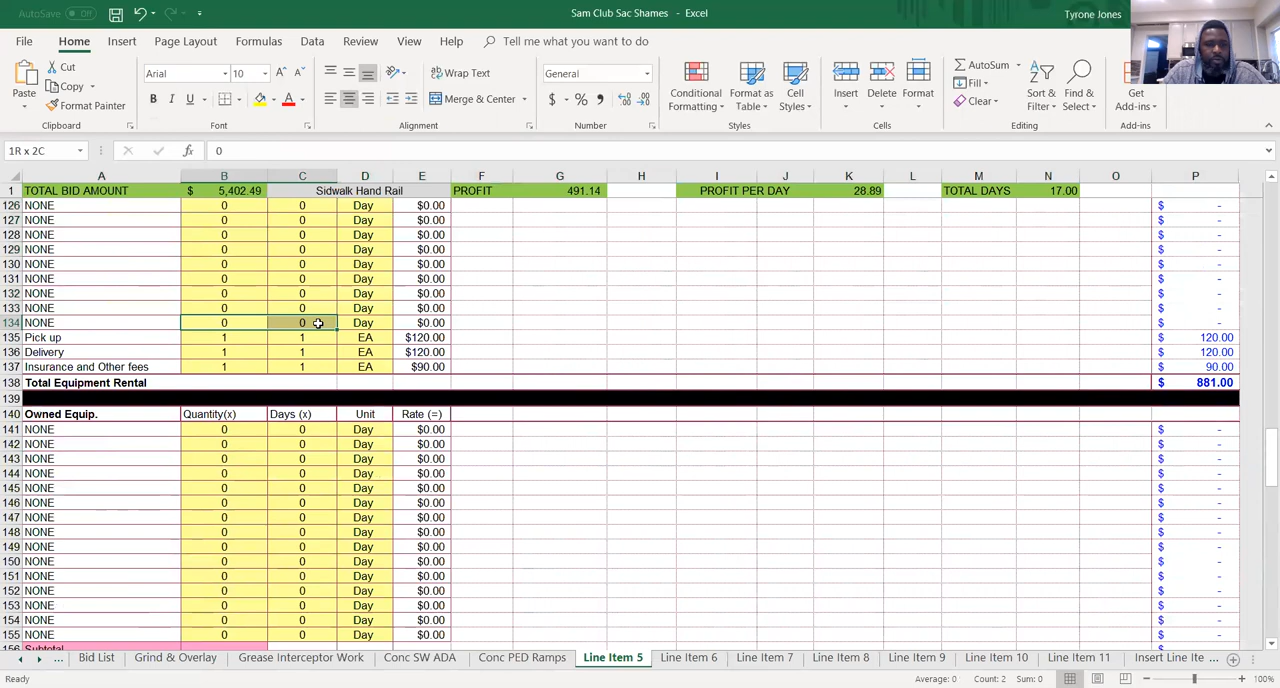 AutoSave Off Sam Club Sac Shames - Excel Tyrone Jones
File Home Insert Page Layout Formulas Data Review View Help Tell me what you want to do
Paste Cut Copy Format Painter Clipboard
Arial 10 A A B I U A Font
Wrap Text Merge & Center Alignment
General $ % , Number
Conditional Formatting Format as Table Cell Styles Styles
Insert Delete Format Cells
AutoSum Fill Clear Sort & Filter Find & Select Editing
Get Add-ins Add-ins
1R x 2C fx 0
A B C D E F G H I J K L M N O P
1 TOTAL BID AMOUNT $ 5,402.49 Sidwalk Hand Rail PROFIT 491.14 PROFIT PER DAY 28.89 TOTAL DAYS 17.00
126 NONE 0 0 Day $0.00 $ -
127 NONE 0 0 Day $0.00 $ -
128 NONE 0 0 Day $0.00 $ -
129 NONE 0 0 Day $0.00 $ -
130 NONE 0 0 Day $0.00 $ -
131 NONE 0 0 Day $0.00 $ -
132 NONE 0 0 Day $0.00 $ -
133 NONE 0 0 Day $0.00 $ -
134 NONE 0 0 Day $0.00 $ -
135 Pick up 1 1 EA $120.00 $ 120.00
136 Delivery 1 1 EA $120.00 $ 120.00
137 Insurance and Other fees 1 1 EA $90.00 $ 90.00
138 Total Equipment Rental $ 881.00
139
140 Owned Equip. Quantity(x) Days (x) Unit Rate (=)
141 NONE 0 0 Day $0.00 $ -
142 NONE 0 0 Day $0.00 $ -
143 NONE 0 0 Day $0.00 $ -
144 NONE 0 0 Day $0.00 $ -
145 NONE 0 0 Day $0.00 $ -
146 NONE 0 0 Day $0.00 $ -
147 NONE 0 0 Day $0.00 $ -
148 NONE 0 0 Day $0.00 $ -
149 NONE 0 0 Day $0.00 $ -
150 NONE 0 0 Day $0.00 $ -
151 NONE 0 0 Day $0.00 $ -
152 NONE 0 0 Day $0.00 $ -
153 NONE 0 0 Day $0.00 $ -
154 NONE 0 0 Day $0.00 $ -
155 NONE 0 0 Day $0.00 $ -
156 Subtotal
... Bid List Grind & Overlay Grease Interceptor Work Conc SW ADA Conc PED Ramps Line Item 5 Line Item 6 Line Item 7 Line Item 8 Line Item 9 Line Item 10 Line Item 11 Insert Line Ite ...
Ready Average: 0 Count: 2 Sum: 0 100%